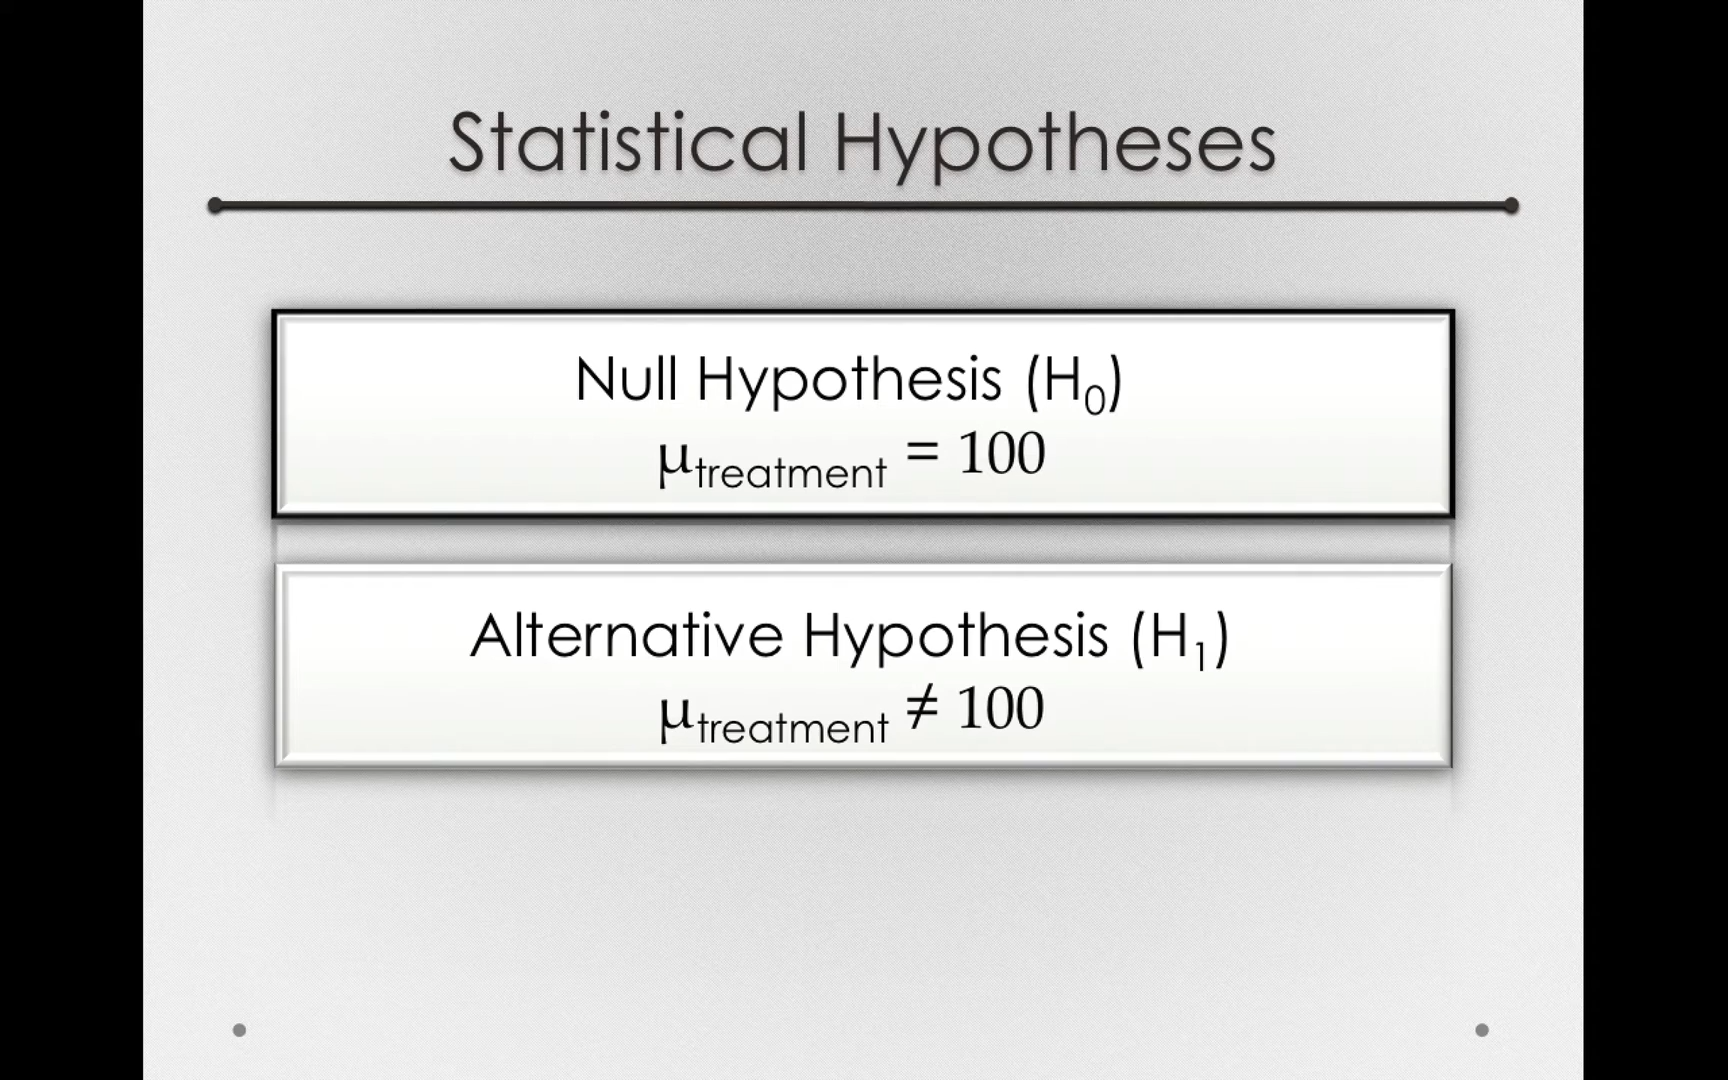 Statistical Hypotheses
Null Hypothesis (H₀)
μtreatment = 100
Alternative Hypothesis (H₁)
μtreatment ≠ 100